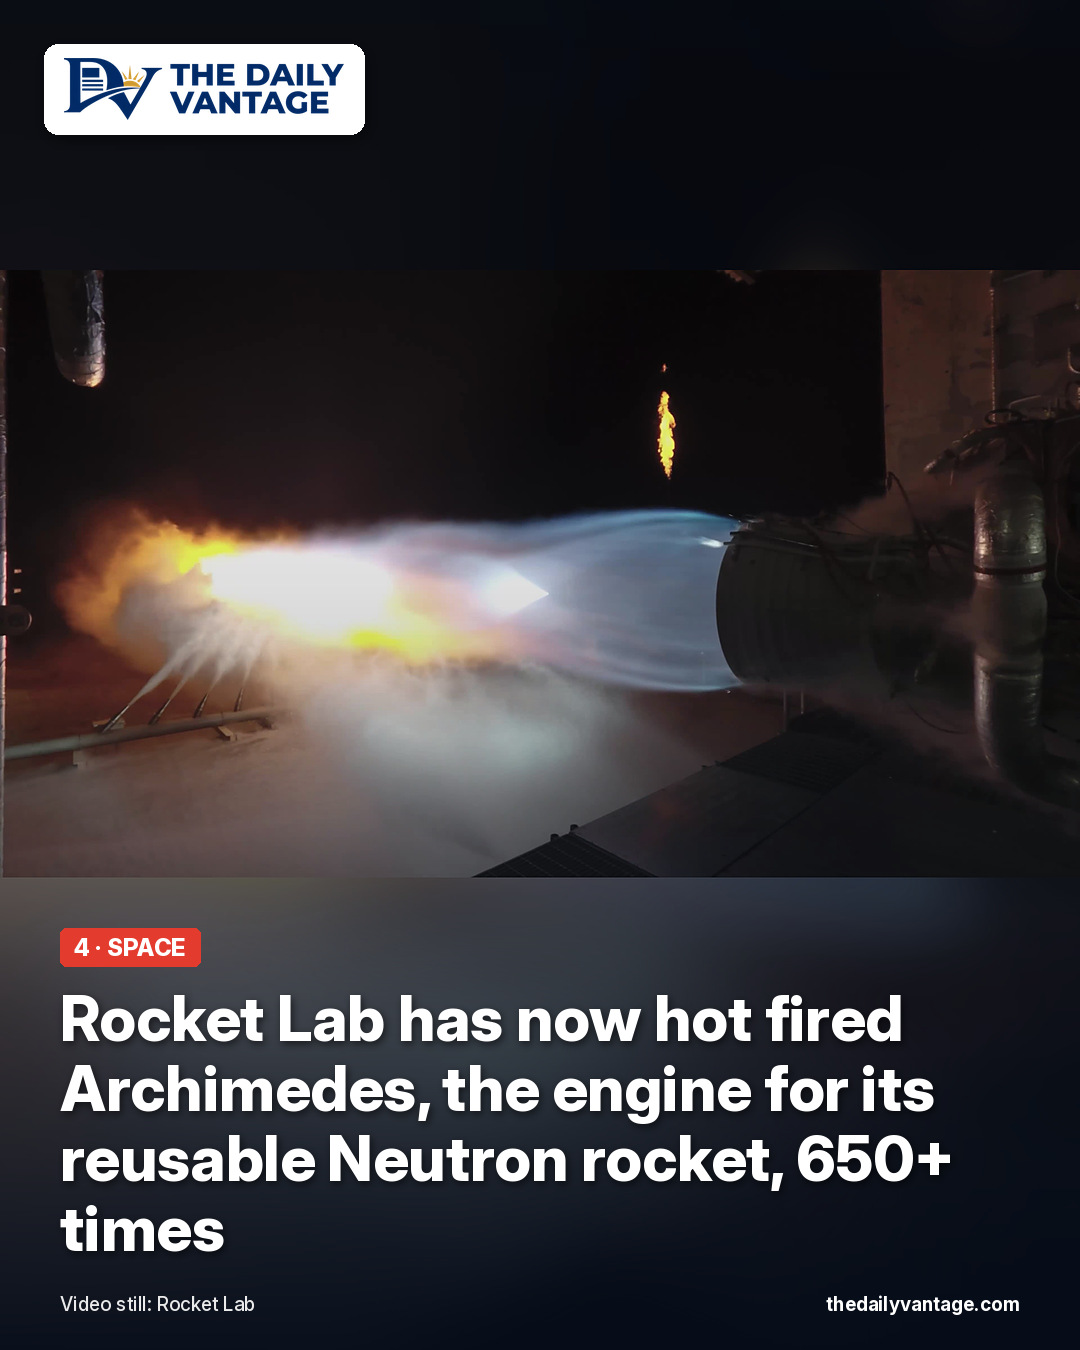 THE DAILY
VANTAGE
4 · SPACE
Rocket Lab has now hot fired
Archimedes, the engine for its
reusable Neutron rocket, 650+
times
Video still: Rocket Lab
thedailyvantage.com